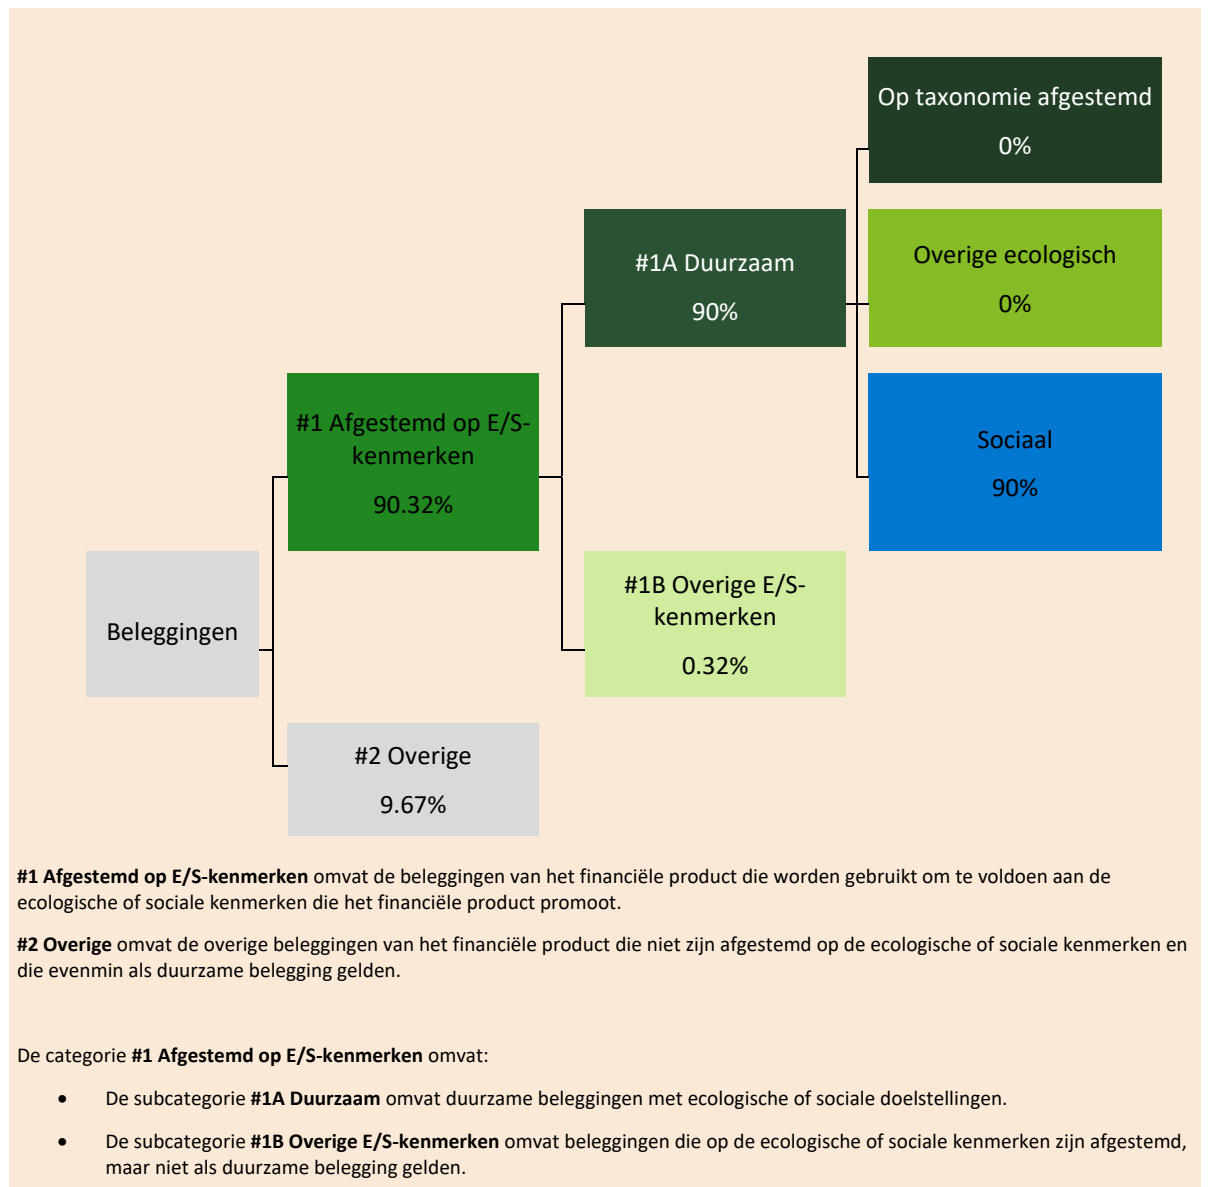 Op taxonomie afgestemd
0%
#1A Duurzaam
90%
Overige ecologisch
0%
#1 Afgestemd op E/S-
kenmerken
90.32%
Sociaal
90%
Beleggingen
#1B Overige E/S-
kenmerken
0.32%
#2 Overige
9.67%
#1 Afgestemd op E/S-kenmerken omvat de beleggingen van het financiële product die worden gebruikt om te voldoen aan de
ecologische of sociale kenmerken die het financiële product promoot.
#2 Overige omvat de overige beleggingen van het financiële product die niet zijn afgestemd op de ecologische of sociale kenmerken en
die evenmin als duurzame belegging gelden.
De categorie #1 Afgestemd op E/S-kenmerken omvat:
• De subcategorie #1A Duurzaam omvat duurzame beleggingen met ecologische of sociale doelstellingen.
• De subcategorie #1B Overige E/S-kenmerken omvat beleggingen die op de ecologische of sociale kenmerken zijn afgestemd,
maar niet als duurzame belegging gelden.